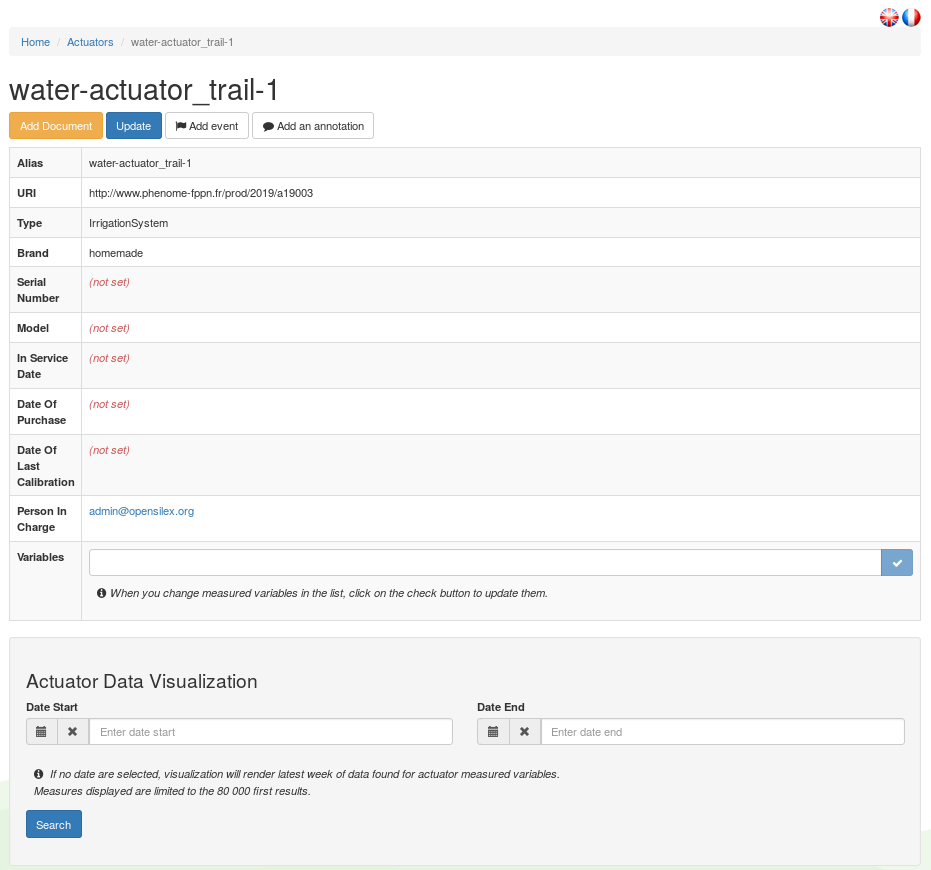 Home / Actuators / water-actuator_trail-1
water-actuator_trail-1
Add Document Update Add event Add an annotation
Alias water-actuator_trail-1
URI http://www.phenome-fppn.fr/prod/2019/a19003
Type IrrigationSystem
Brand homemade
Serial (not set)
Number
Model (not set)
In Service (not set)
Date
Date Of (not set)
Purchase
Date Of (not set)
Last
Calibration
Person In admin@opensilex.org
Charge
Variables
When you change measured variables in the list, click on the check button to update them.
Actuator Data Visualization
Date Start Date End
Enter date start Enter date end
If no date are selected, visualization will render latest week of data found for actuator measured variables.
Measures displayed are limited to the 80 000 first results.
Search